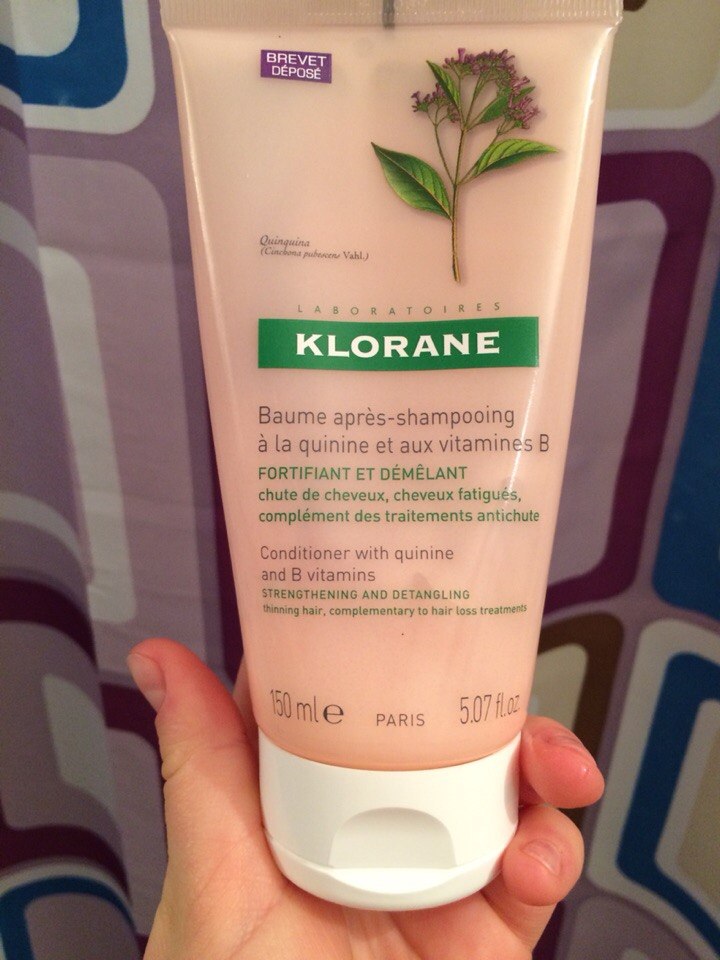 BREVET
DÉPOSÉ
Quinquina
(Cinchona pubescens Vahl.)
LABORATOIRES
KLORANE
Baume après-shampooing
à la quinine et aux vitamines B
FORTIFIANT ET DÉMÊLANT
chute de cheveux, cheveux fatigués,
complément des traitements antichute
Conditioner with quinine
and B vitamins
STRENGTHENING AND DETANGLING
thinning hair, complementary to hair loss treatments
150 ml e PARIS 5.07 fl.oz.